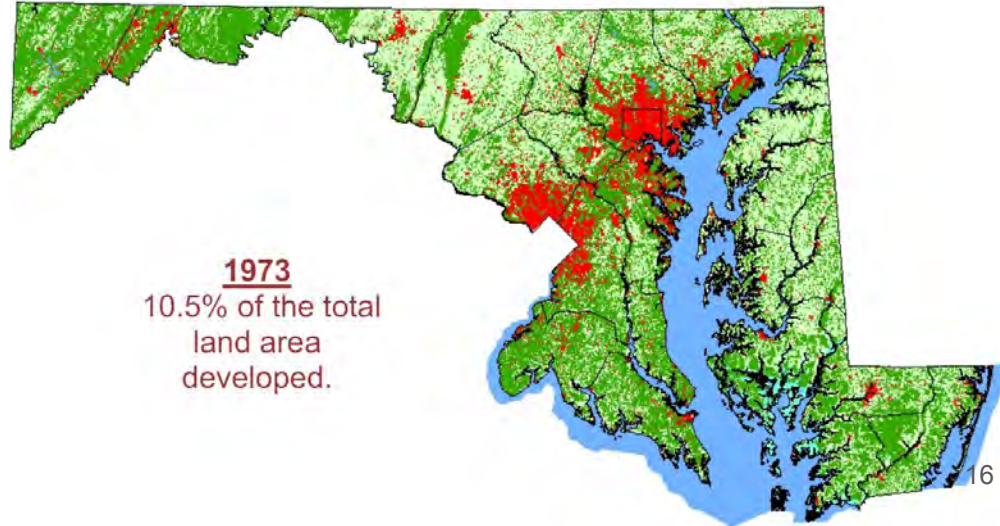 1973
10.5% of the total
land area
developed.
16